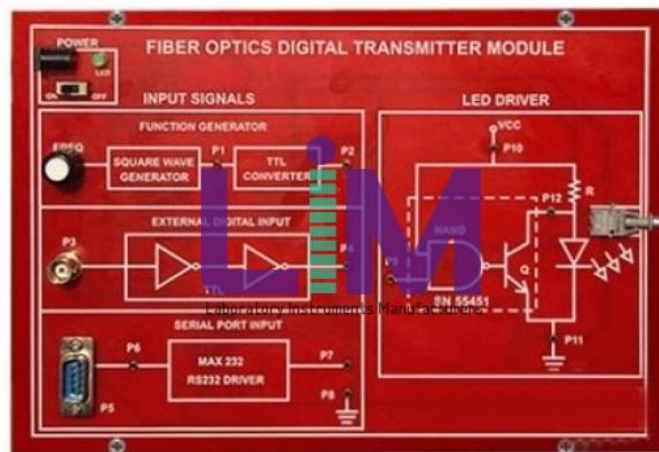 FIBER OPTICS DIGITAL TRANSMITTER MODULE
POWER
LED
ON
OFF
INPUT SIGNALS
FUNCTION GENERATOR
FREQ
SQUARE WAVE
GENERATOR
P1
TTL
CONVERTER
P2
EXTERNAL DIGITAL INPUT
P3
TTL
P4
SERIAL PORT INPUT
P5
P6
MAX 232
RS232 DRIVER
P7
P8
LED DRIVER
VCC
P10
R
P12
NAND
P9
Q
SN 55451
P11
LiM
Laboratory Instruments Manufacturers